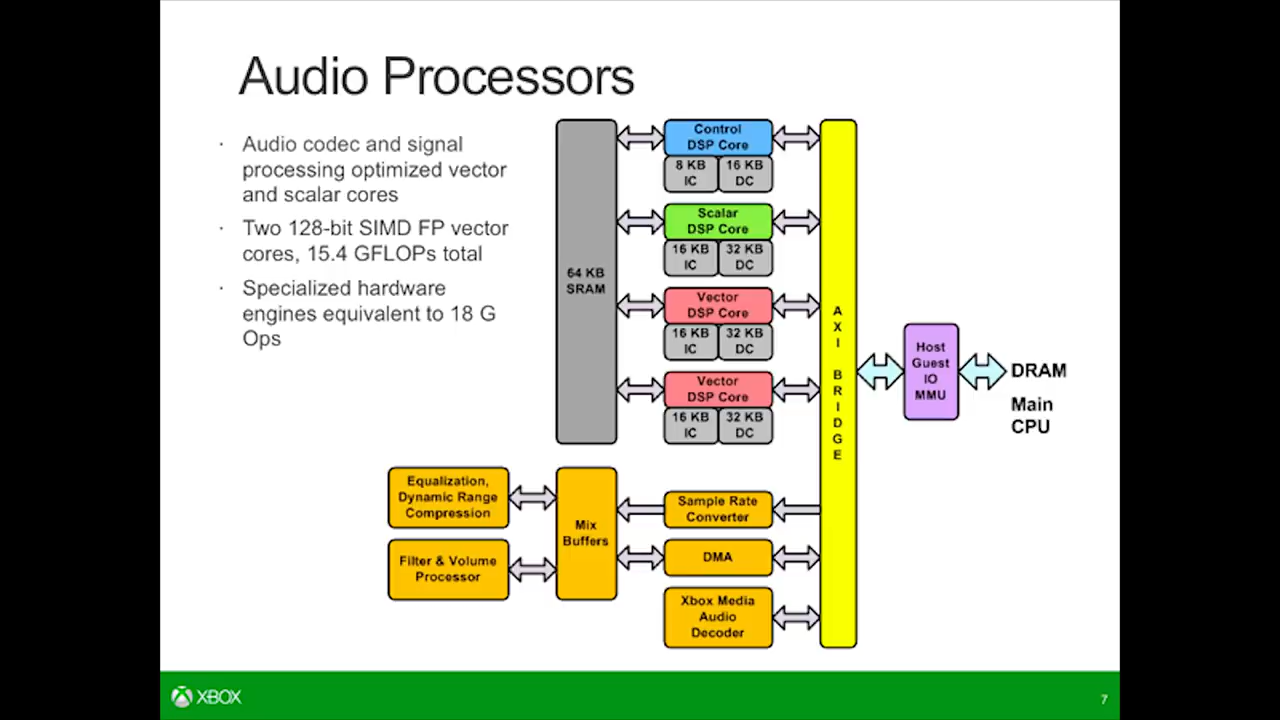 Audio Processors
· Audio codec and signal
processing optimized vector
and scalar cores
· Two 128-bit SIMD FP vector
cores, 15.4 GFLOPs total
· Specialized hardware
engines equivalent to 18 G
Ops
64 KB
SRAM
Control
DSP Core
8 KB
IC
16 KB
DC
Scalar
DSP Core
16 KB
IC
32 KB
DC
Vector
DSP Core
16 KB
IC
32 KB
DC
Vector
DSP Core
16 KB
IC
32 KB
DC
AXI BRIDGE
Host
Guest
IO
MMU
DRAM
Main
CPU
Equalization,
Dynamic Range
Compression
Filter & Volume
Processor
Mix
Buffers
Sample Rate
Converter
DMA
Xbox Media
Audio
Decoder
XBOX
7